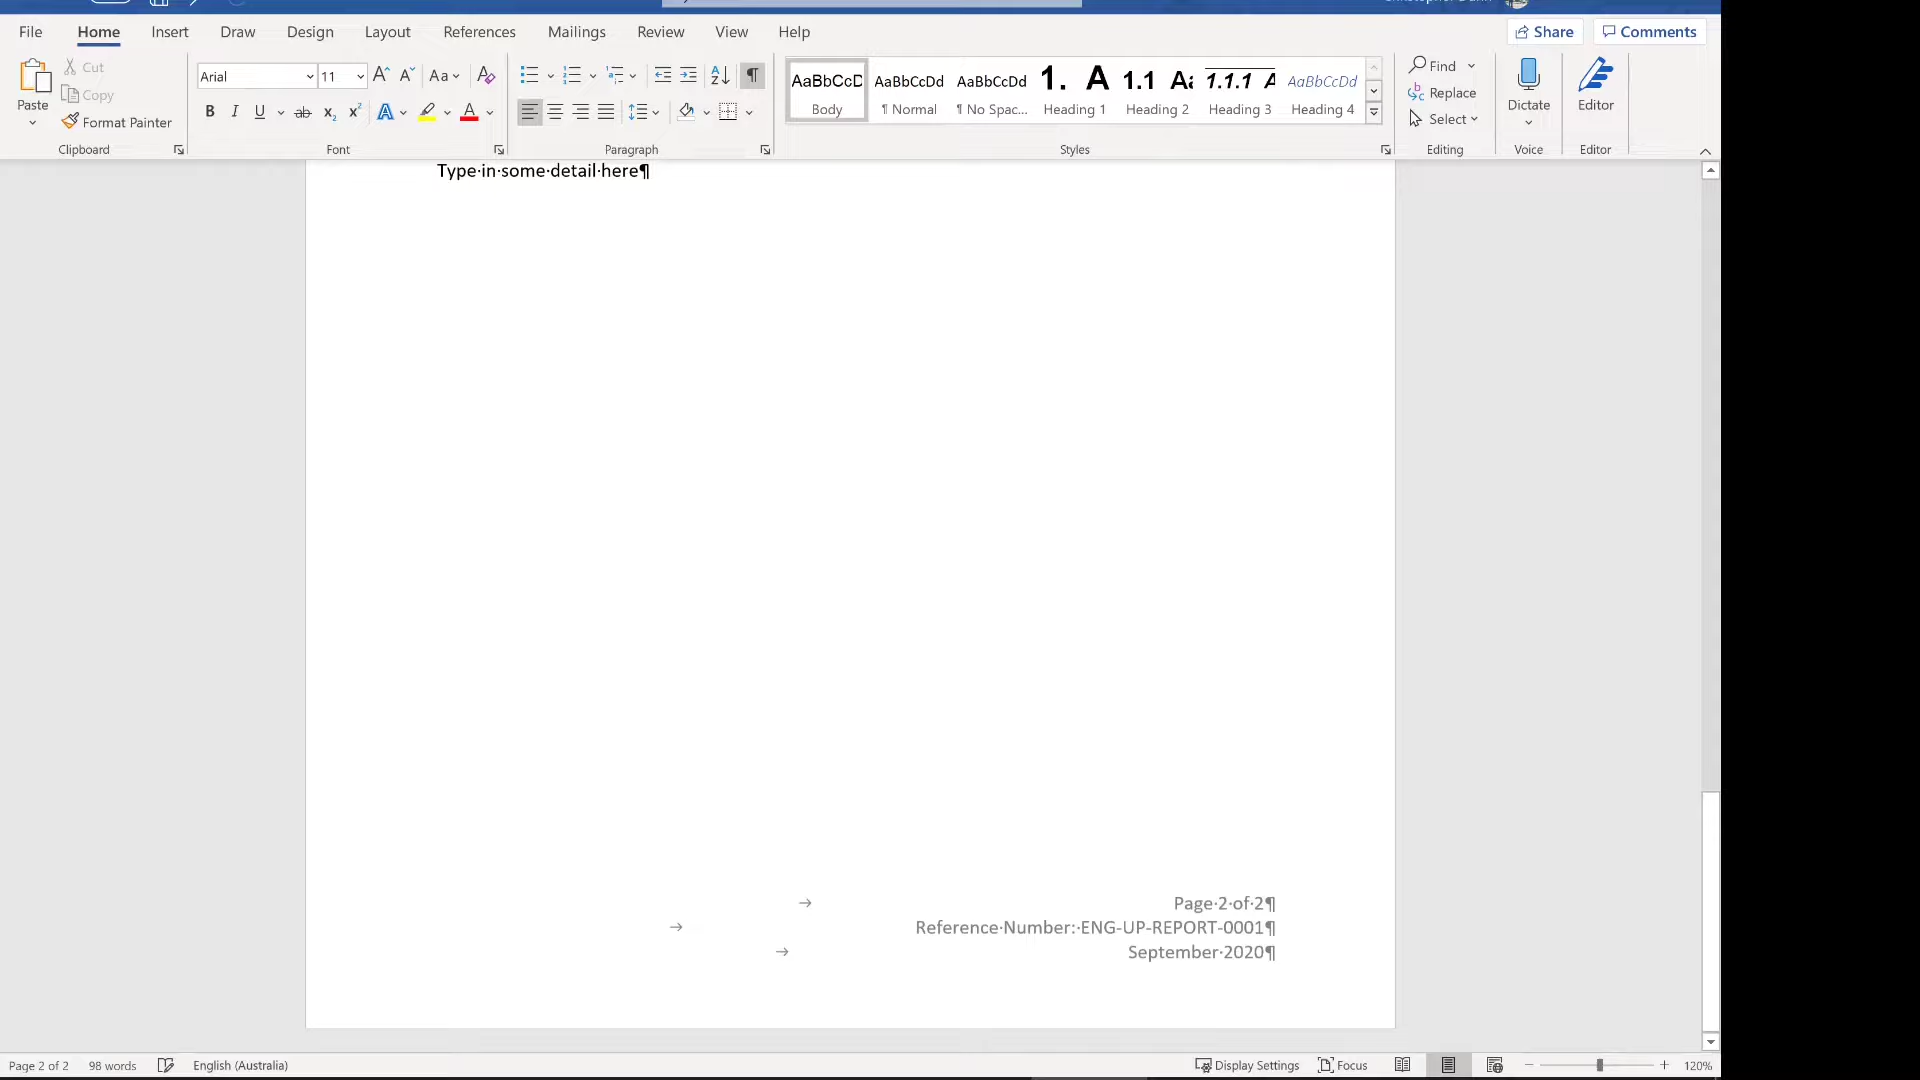 File Home Insert Draw Design Layout References Mailings Review View Help Share Comments
Paste Cut Copy Format Painter
Clipboard
Arial 11
Font
Paragraph
AaBbCcD AaBbCcDd AaBbCcDd 1. A 1.1 Aa 1.1.1 A AaBbCcDd
Body ¶ Normal ¶ No Spac... Heading 1 Heading 2 Heading 3 Heading 4
Styles
Find
Replace
Select
Editing
Dictate
Voice
Editor
Editor
Type·in·some·detail·here¶
Page·2·of·2¶
Reference·Number:·ENG-UP-REPORT-0001¶
September·2020¶
Page 2 of 2 98 words English (Australia) Display Settings Focus 120%